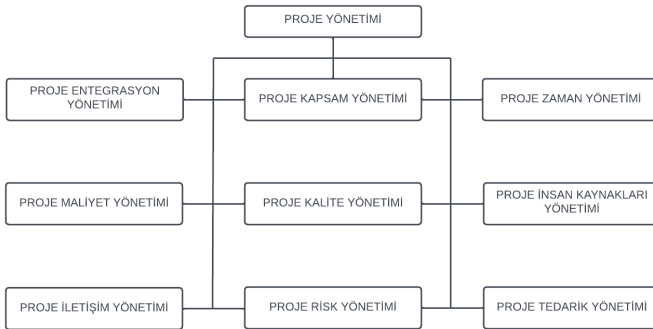 PROJE YÖNETİMİ
PROJE ENTEGRASYON
YÖNETİMİ
PROJE KAPSAM YÖNETİMİ
PROJE ZAMAN YÖNETİMİ
PROJE MALİYET YÖNETİMİ
PROJE KALİTE YÖNETİMİ
PROJE İNSAN KAYNAKLARI
YÖNETİMİ
PROJE İLETİŞİM YÖNETİMİ
PROJE RİSK YÖNETİMİ
PROJE TEDARİK YÖNETİMİ